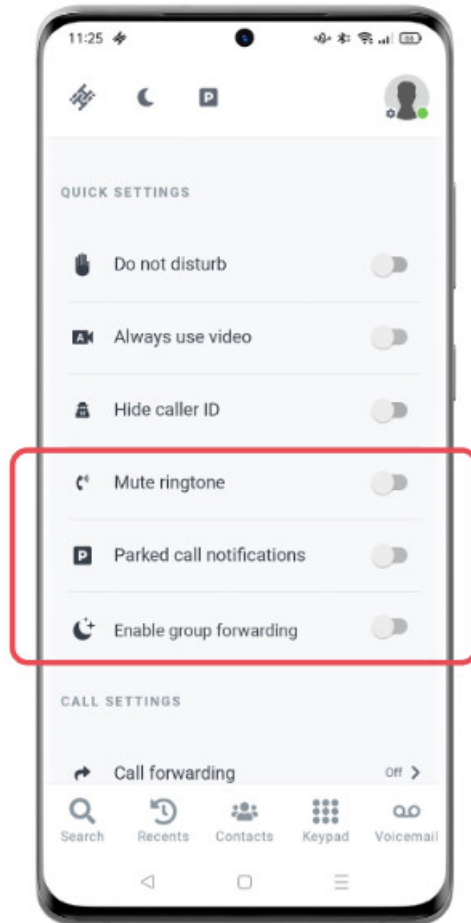 11:25
P
QUICK SETTINGS
Do not disturb
A
Always use video
Hide caller ID
Mute ringtone
P
Parked call notifications
Enable group forwarding
CALL SETTINGS
Call forwarding
Off
Search
Recents
Contacts
Keypad
Voicemail